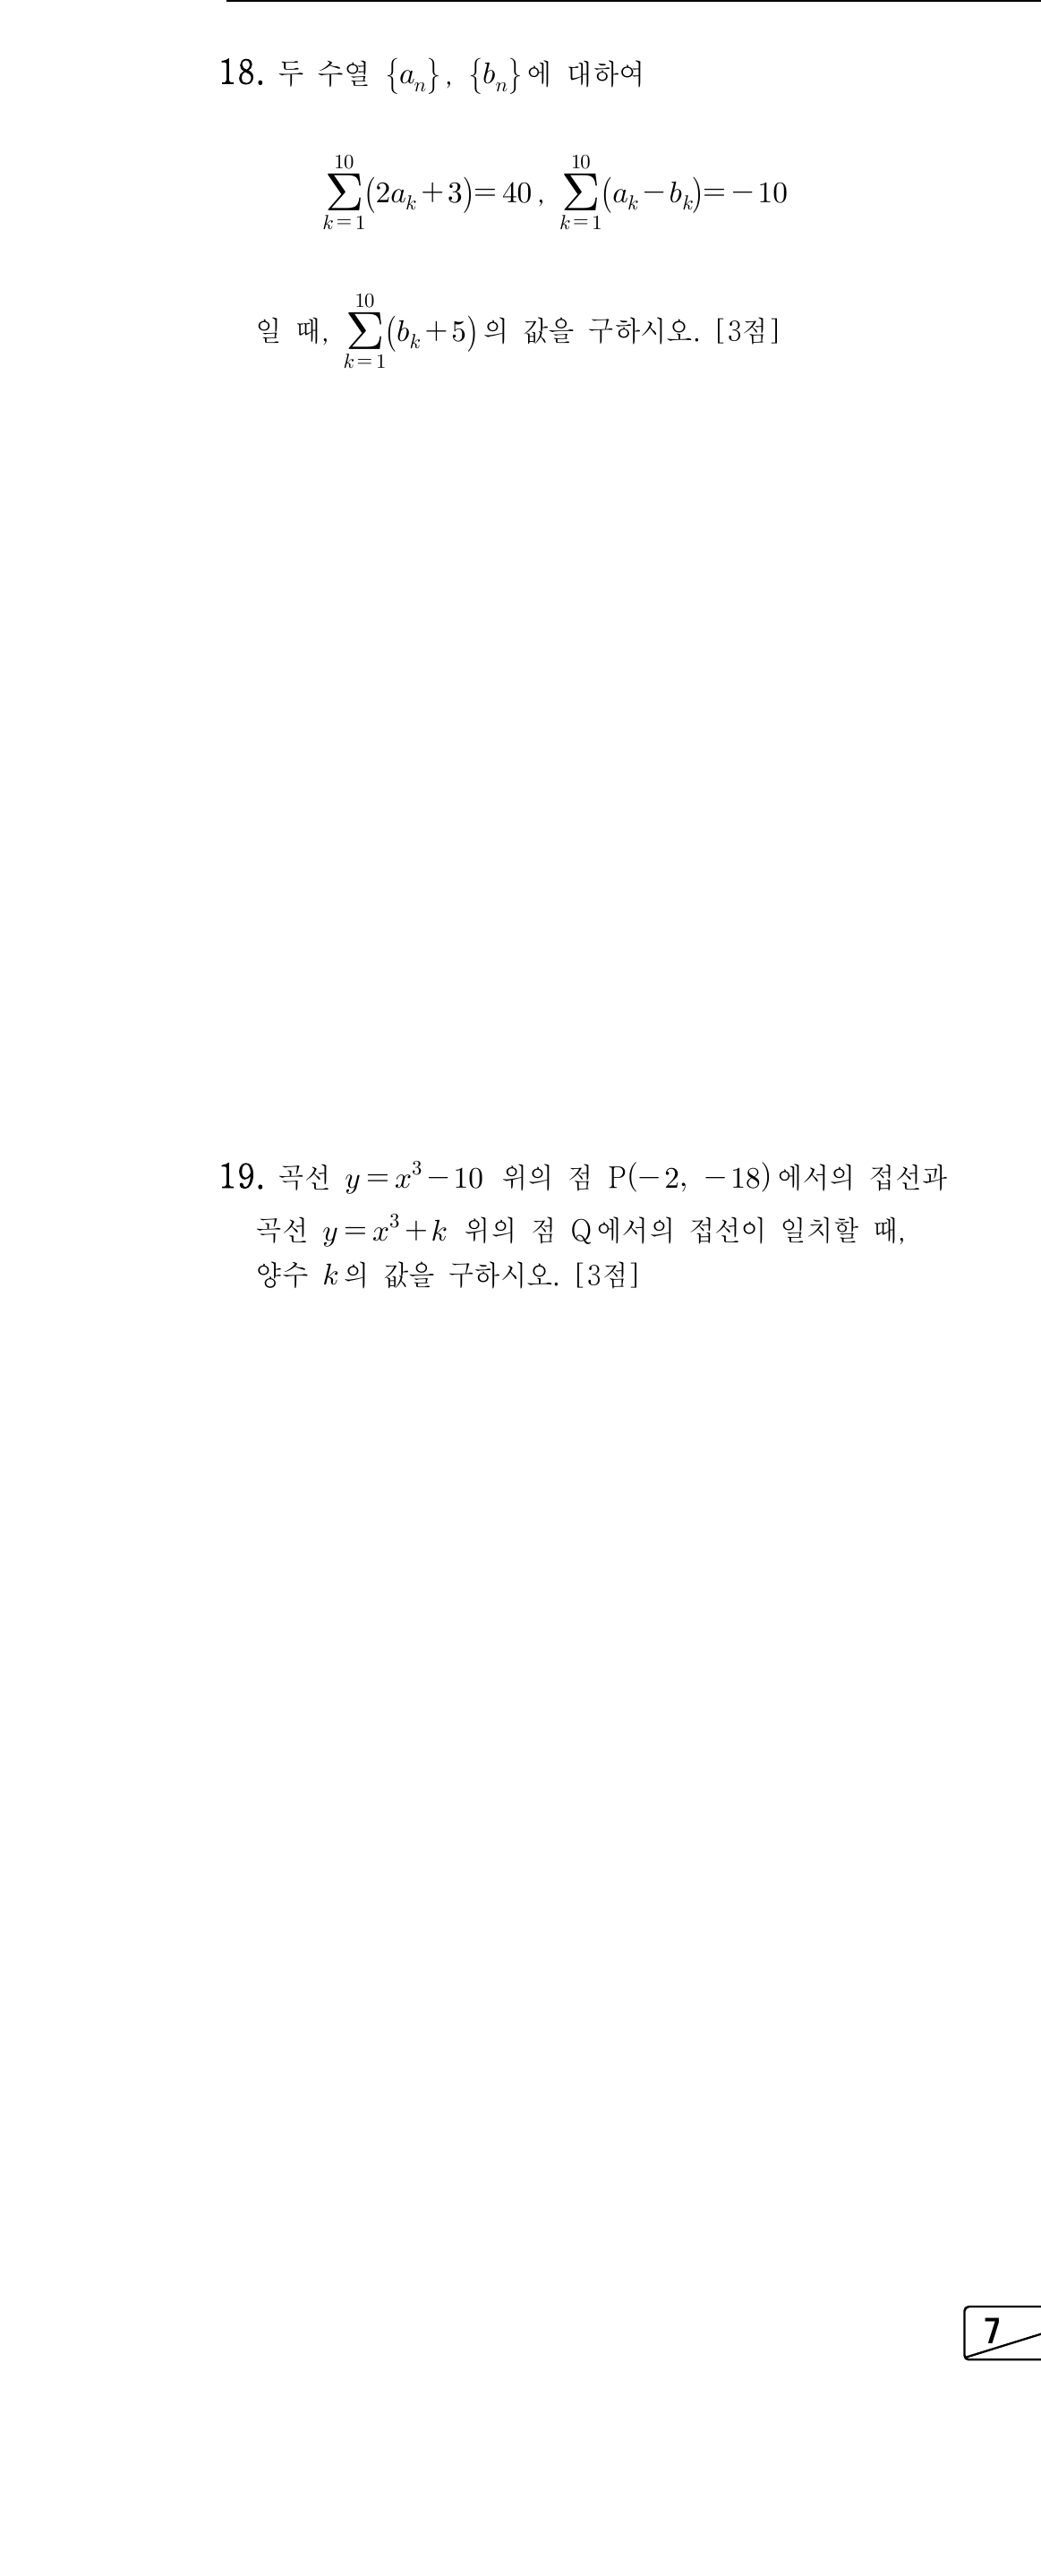 18. 두 수열 {aₙ}, {bₙ}에 대하여
∑_{k=1}^{10}(2a_k+3)=40, ∑_{k=1}^{10}(a_k-b_k)=-10
일 때, ∑_{k=1}^{10}(b_k+5)의 값을 구하시오. [3점]
19. 곡선 y=x³-10 위의 점 P(-2, -18)에서의 접선과
곡선 y=x³+k 위의 점 Q에서의 접선이 일치할 때,
양수 k의 값을 구하시오. [3점]
7